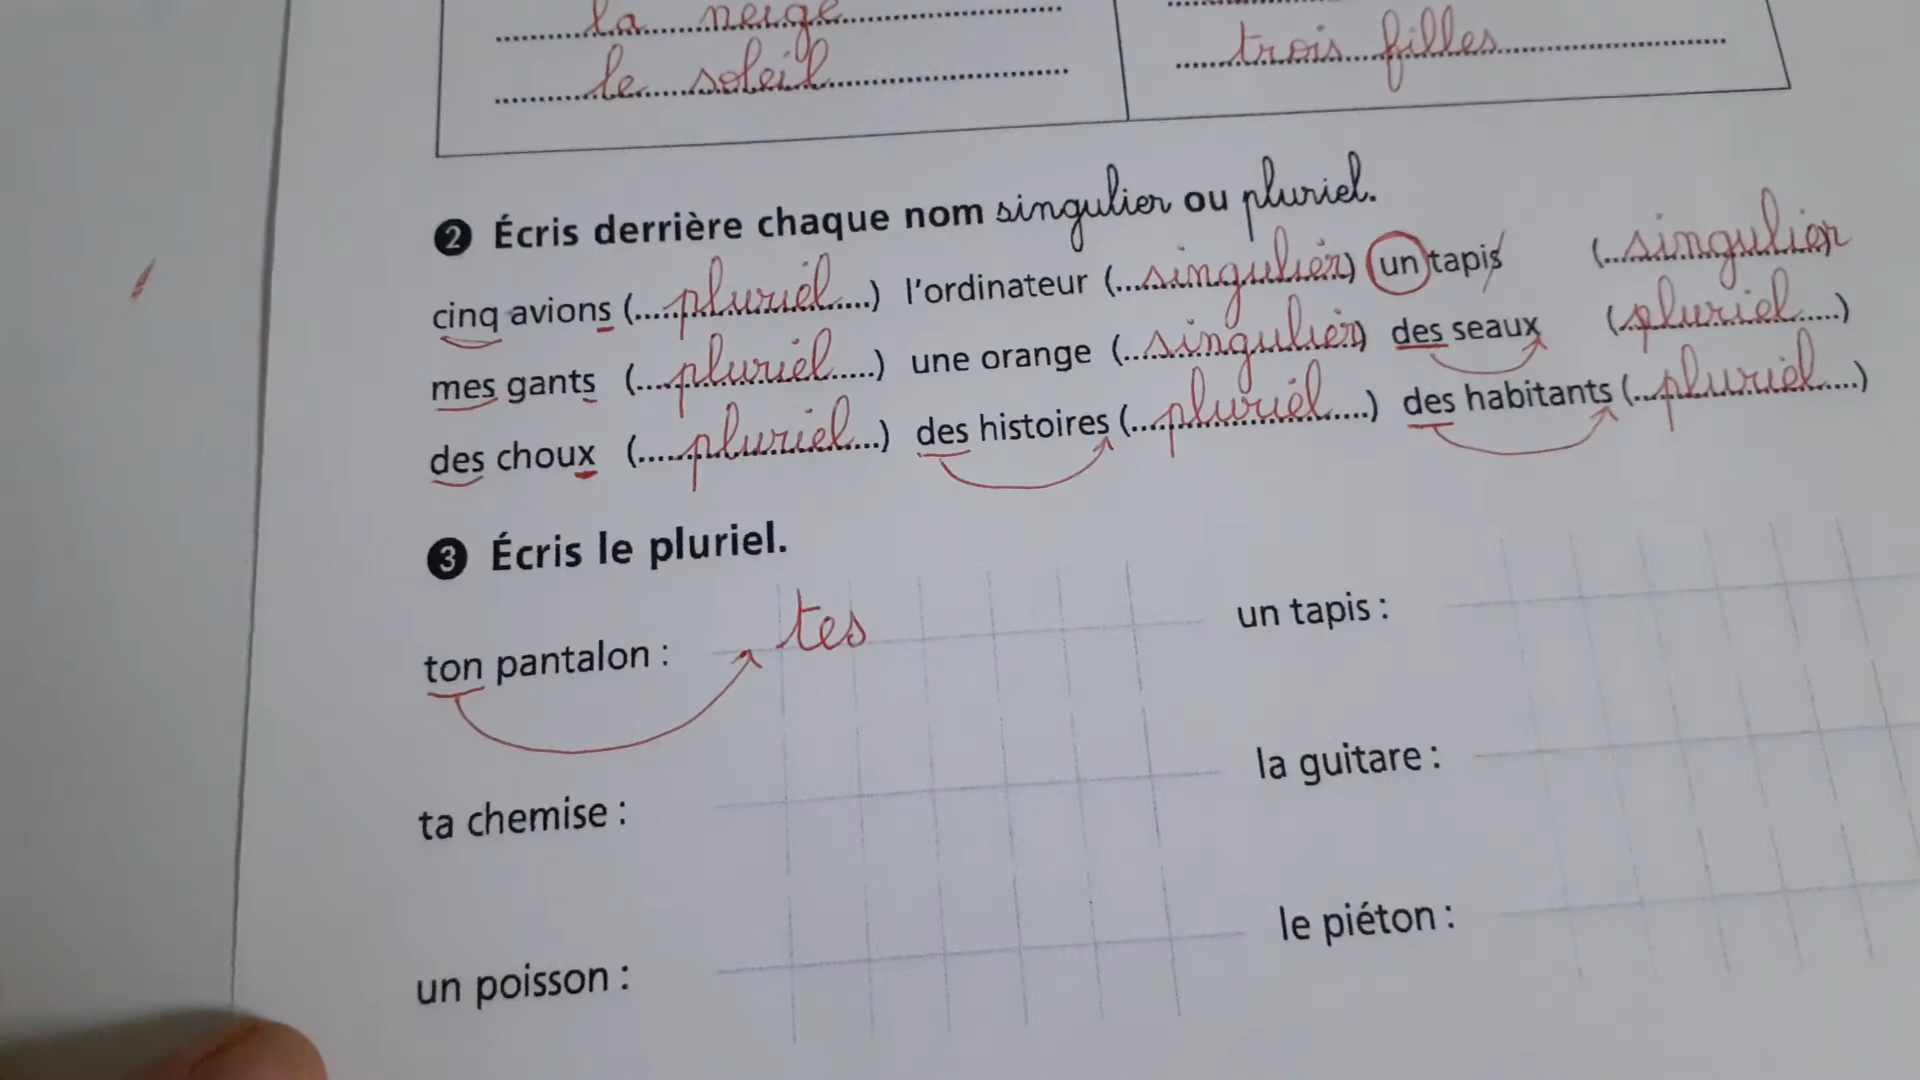 la neige
le soleil
trois filles
2 Écris derrière chaque nom singulier ou pluriel.
cinq avions (...pluriel...) l'ordinateur (...singulier) un tapis (...singulier
mes gants (...pluriel...) une orange (...singulier) des seaux (pluriel...)
des choux (...pluriel...) des histoires (...pluriel...) des habitants (...pluriel...)
3 Écris le pluriel.
ton pantalon : tes
un tapis :
ta chemise :
la guitare :
un poisson :
le piéton :